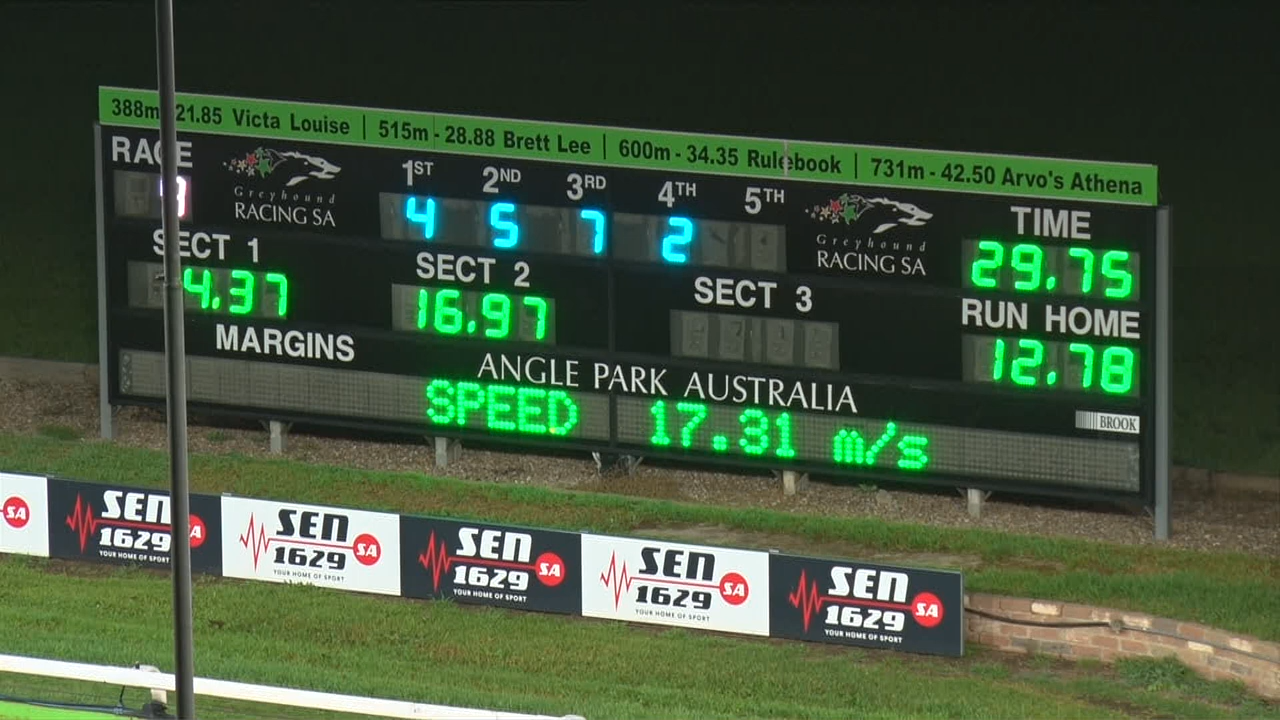 388m 21.85 Victa Louise | 515m - 28.88 Brett Lee | 600m - 34.35 Rulebook | 731m - 42.50 Arvo's Athena
RACE
Greyhound
RACING SA
1ST 2ND 3RD 4TH 5TH
4 5 7 2
Greyhound
RACING SA
TIME
29.75
SECT 1
4.37
SECT 2
16.97
SECT 3
RUN HOME
12.78
MARGINS
ANGLE PARK AUSTRALIA
BROOK
SPEED 17.31 m/s
SA
SEN
1629
YOUR HOME OF SPORT
SEN
1629
SA
YOUR HOME OF SPORT
SEN
1629
SA
YOUR HOME OF SPORT
SEN
1629
SA
YOUR HOME OF SPORT
SEN
1629
SA
YOUR HOME OF SPORT